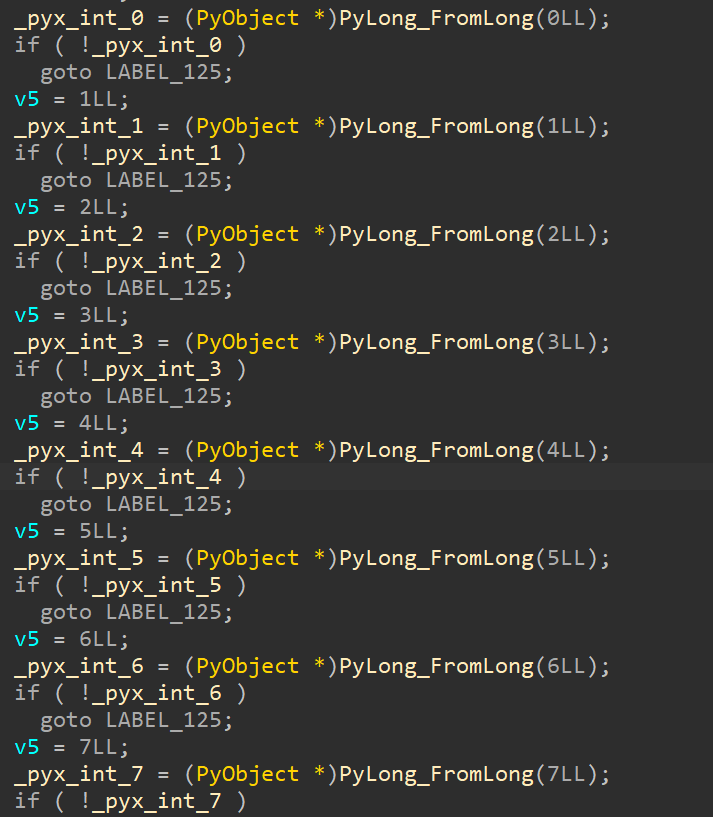 _pyx_int_0 = (PyObject *)PyLong_FromLong(0LL);
if ( !_pyx_int_0 )
goto LABEL_125;
v5 = 1LL;
_pyx_int_1 = (PyObject *)PyLong_FromLong(1LL);
if ( !_pyx_int_1 )
goto LABEL_125;
v5 = 2LL;
_pyx_int_2 = (PyObject *)PyLong_FromLong(2LL);
if ( !_pyx_int_2 )
goto LABEL_125;
v5 = 3LL;
_pyx_int_3 = (PyObject *)PyLong_FromLong(3LL);
if ( !_pyx_int_3 )
goto LABEL_125;
v5 = 4LL;
_pyx_int_4 = (PyObject *)PyLong_FromLong(4LL);
if ( !_pyx_int_4 )
goto LABEL_125;
v5 = 5LL;
_pyx_int_5 = (PyObject *)PyLong_FromLong(5LL);
if ( !_pyx_int_5 )
goto LABEL_125;
v5 = 6LL;
_pyx_int_6 = (PyObject *)PyLong_FromLong(6LL);
if ( !_pyx_int_6 )
goto LABEL_125;
v5 = 7LL;
_pyx_int_7 = (PyObject *)PyLong_FromLong(7LL);
if ( !_pyx_int_7 )